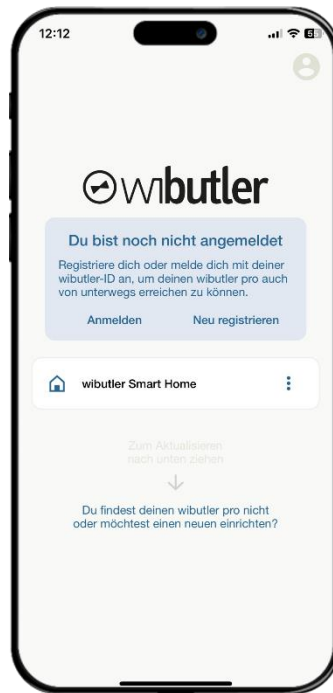 12:12
wibutler
Du bist noch nicht angemeldet
Registriere dich oder melde dich mit deiner
wibutler-ID an, um deinen wibutler pro auch
von unterwegs erreichen zu können.
Anmelden Neu registrieren
wibutler Smart Home
Zum Aktualisieren
nach unten ziehen
Du findest deinen wibutler pro nicht
oder möchtest einen neuen einrichten?